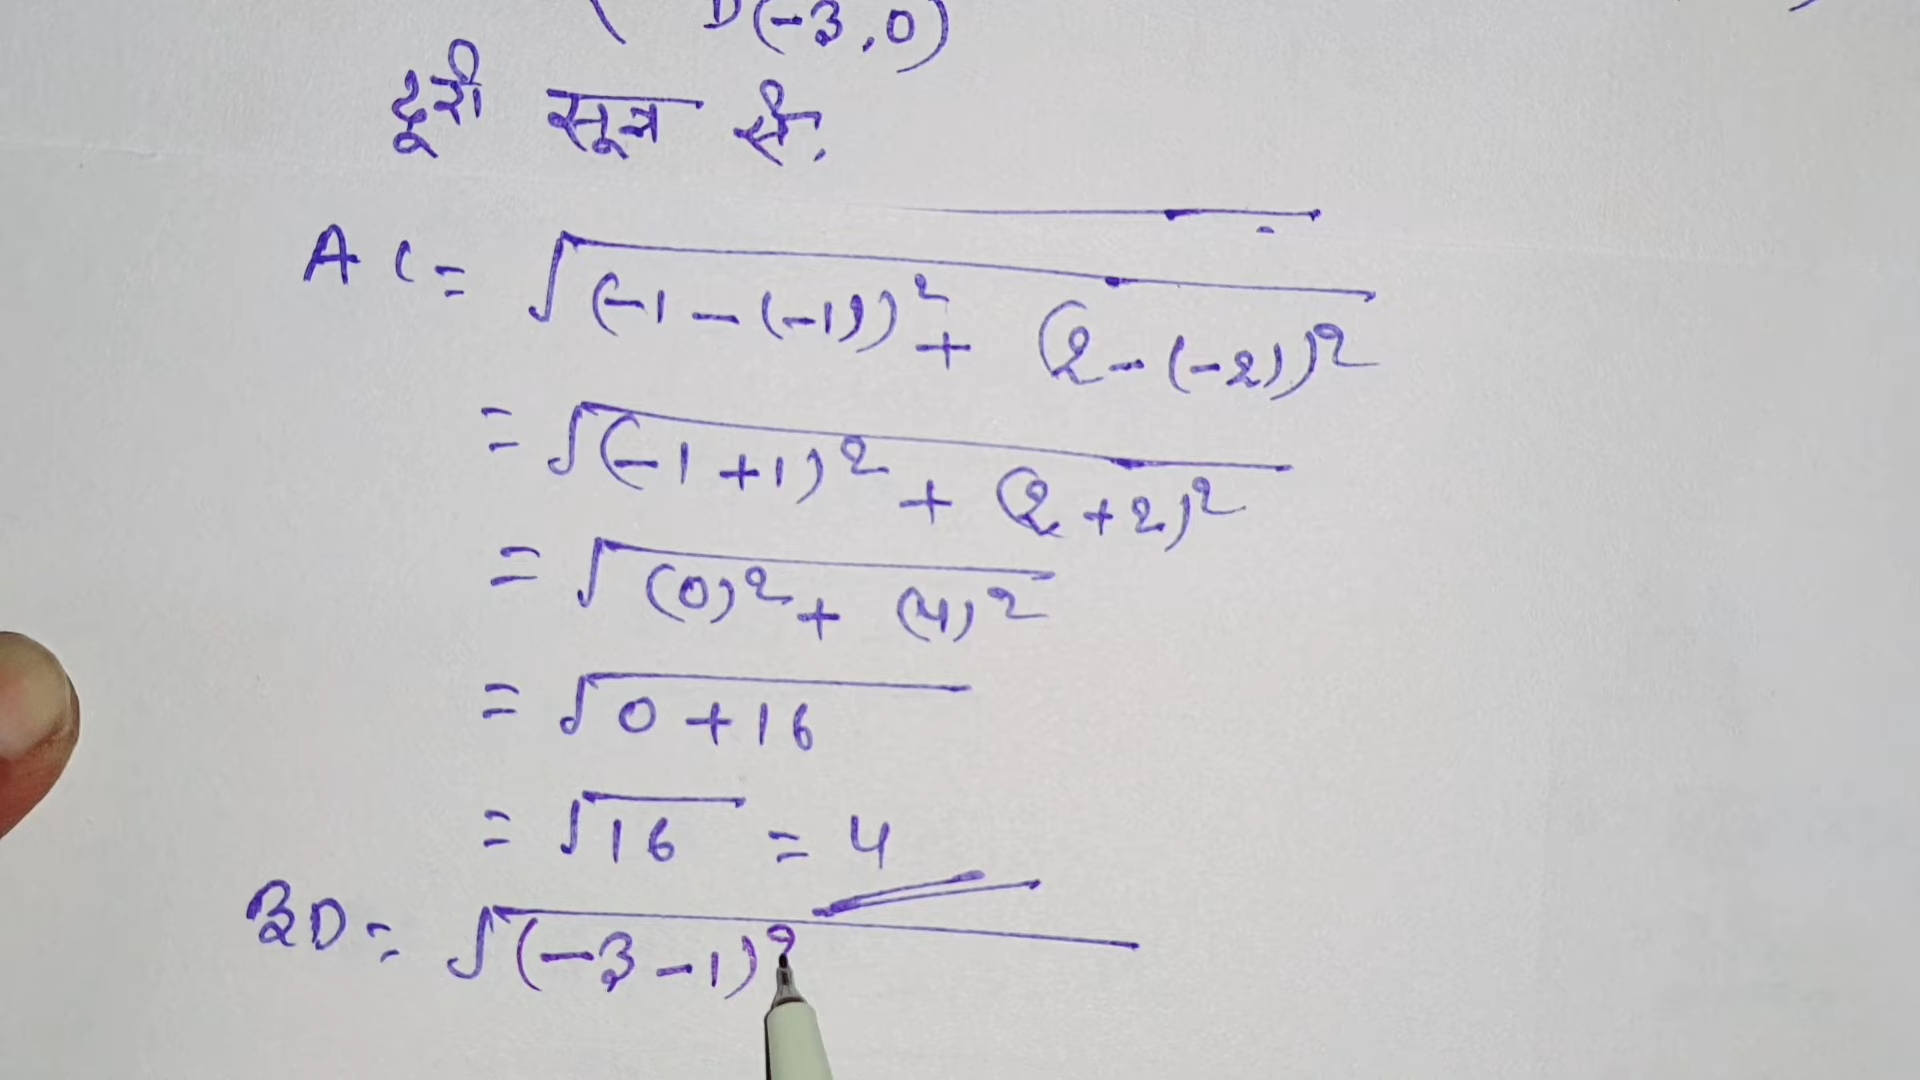 D(-3,0)
दूरी सूत्र से,
AC = √(-1-(-1))² + (2-(-2))²
= √(-1+1)² + (2+2)²
= √(0)² + (4)²
= √0+16
= √16 = 4
BD = √(-3-1)²